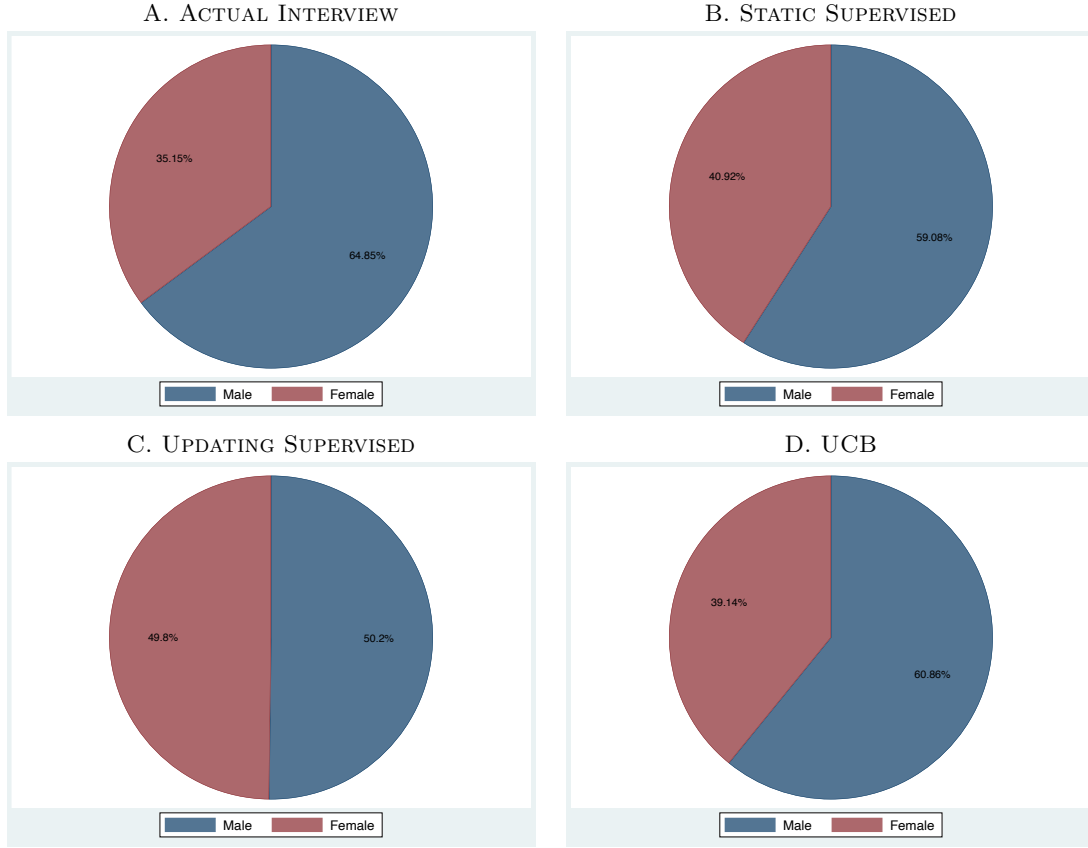 A. ACTUAL INTERVIEW
35.15%
64.85%
Male Female
B. STATIC SUPERVISED
40.92%
59.08%
Male Female
C. UPDATING SUPERVISED
49.8%
50.2%
Male Female
D. UCB
39.14%
60.86%
Male Female